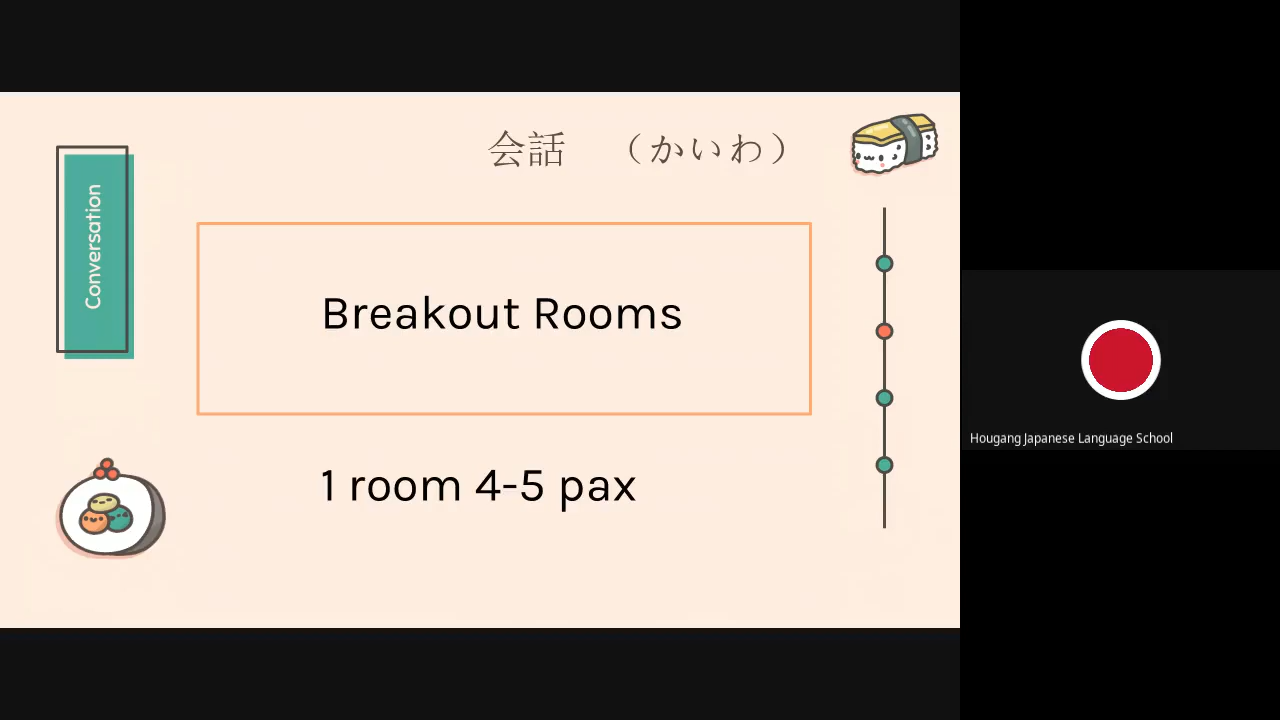 会話　（かいわ）
Conversation
Breakout Rooms
1 room 4-5 pax
Hougang Japanese Language School